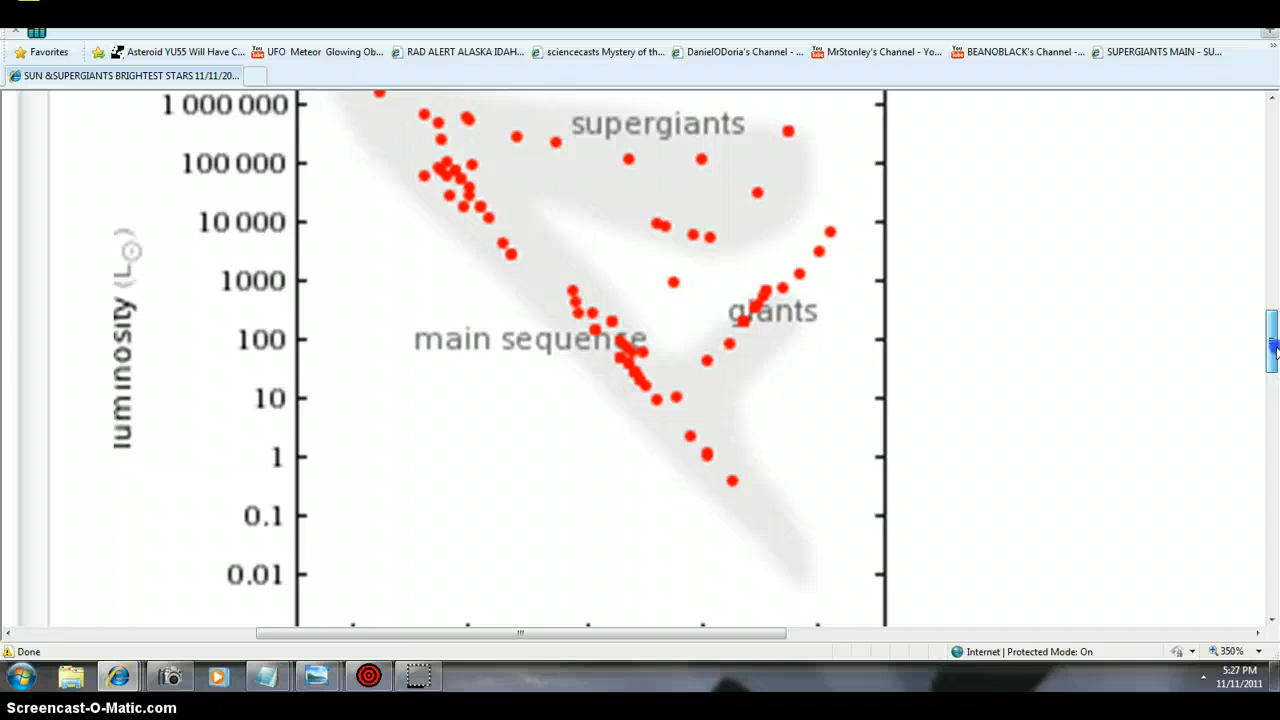 Favorites Asteroid YU55 Will Have C... UFO Meteor Glowing Ob... RAD ALERT ALASKA IDAH... sciencecasts Mystery of th... DanielODoria's Channel - ... MrStonley's Channel - Yo... BEANOBLACK's Channel -... SUPERGIANTS MAIN - SU...
SUN &SUPERGIANTS BRIGHTEST STARS 11/11/20...
1 000 000
supergiants
100 000
10 000
luminosity (L☉)
1000
giants
100
main sequence
10
1
0.1
0.01
Done
Internet | Protected Mode: On
350%
5:27 PM
11/11/2011
Screencast-O-Matic.com